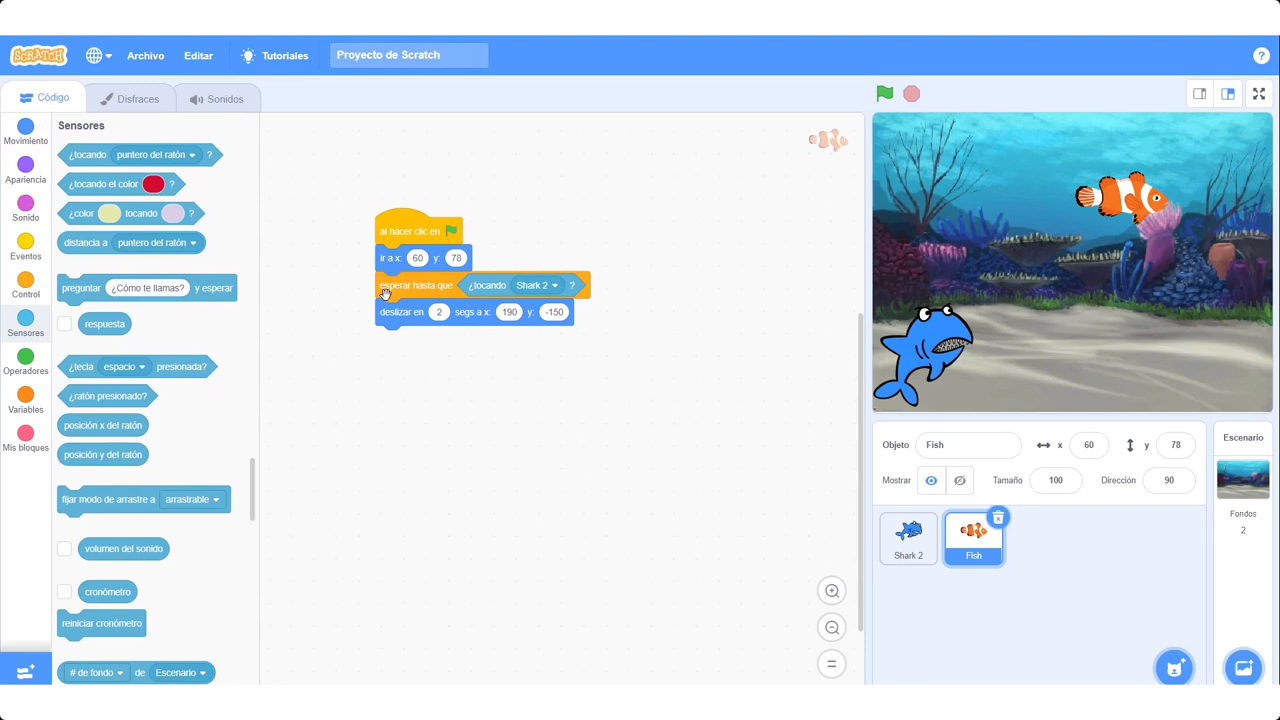 SCRATCH
Archivo
Editar
Tutoriales
Proyecto de Scratch
?
Código
Disfraces
Sonidos
Movimiento
Apariencia
Sonido
Eventos
Control
Sensores
Operadores
Variables
Mis bloques
Sensores
¿tocando puntero del ratón ?
¿tocando el color ?
¿color tocando ?
distancia a puntero del ratón
preguntar ¿Cómo te llamas? y esperar
respuesta
¿tecla espacio presionada?
¿ratón presionado?
posición x del ratón
posición y del ratón
fijar modo de arrastre a arrastrable
volumen del sonido
cronómetro
reiniciar cronómetro
# de fondo de Escenario
al hacer clic en
ir a x: 60 y: 78
esperar hasta que ¿tocando Shark 2 ?
deslizar en 2 segs a x: 190 y: -150
Objeto Fish x 60 y 78
Mostrar Tamaño 100 Dirección 90
Shark 2
Fish
Escenario
Fondos
2